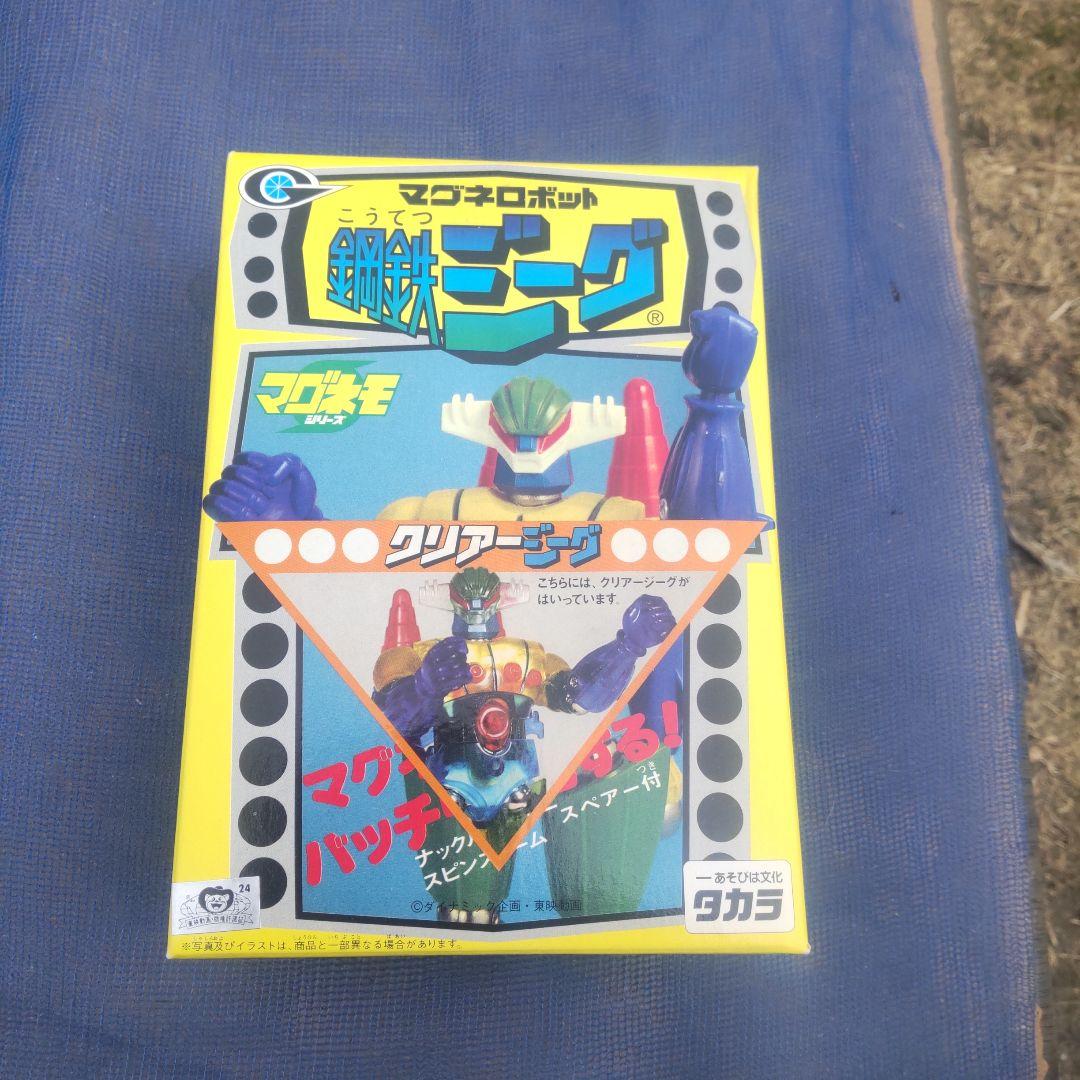 マグネロボット
こうてつ
鋼鉄ジーグ
®
マグネモ
シリーズ
クリアージーグ
こちらには、クリアージーグが
はいっています。
マグ
する!
バッチ
つき
スペアー付
ナック
スピン ーム
©ダイナミック企画・東映動画
24
あそびは文化
タカラ
※写真及びイラストは、商品と一部異なる場合があります。